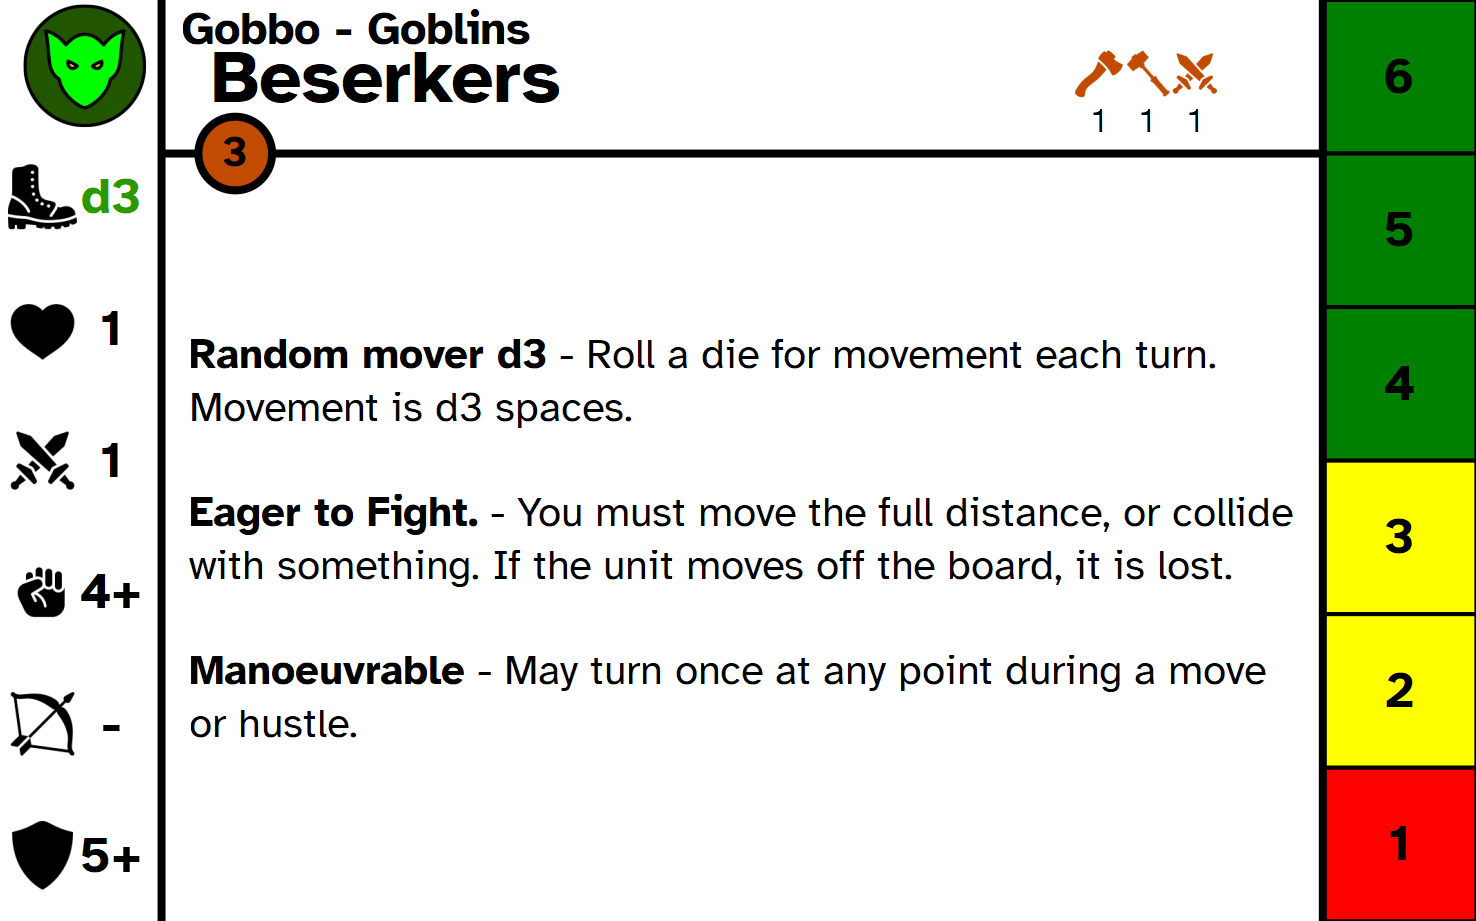 Gobbo - Goblins
Beserkers
1 1 1
3
d3
1
1
4+
-
5+
Random mover d3 - Roll a die for movement each turn.
Movement is d3 spaces.
Eager to Fight. - You must move the full distance, or collide
with something. If the unit moves off the board, it is lost.
Manoeuvrable - May turn once at any point during a move
or hustle.
6
5
4
3
2
1